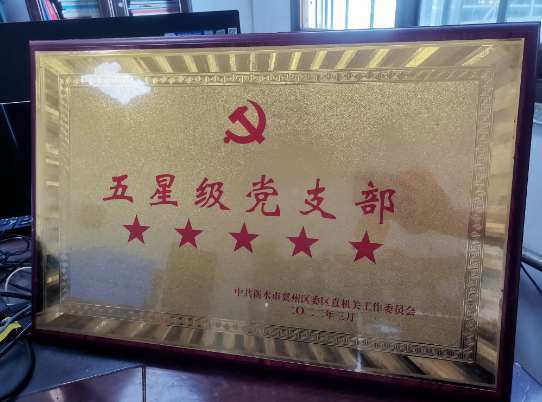 五星级党支部
中共衡水市冀州区委区直机关工作委员会
二〇二二年三月